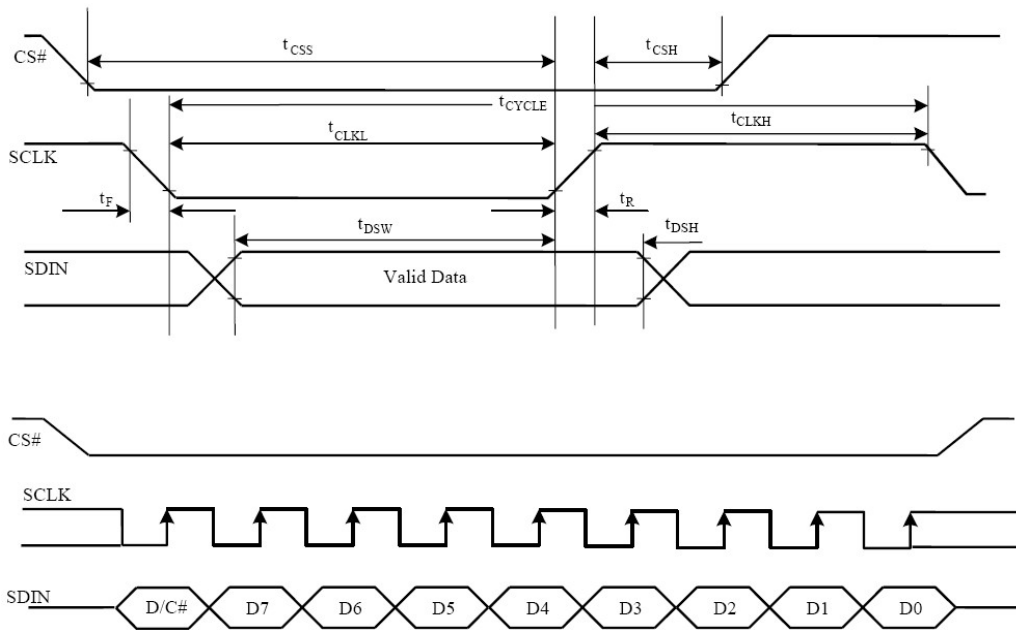 CS#
tCSS
tCSH
tCYCLE
tCLKL
tCLKH
SCLK
tF
tR
tDSW
tDSH
SDIN
Valid Data
CS#
SCLK
SDIN
D/C# D7 D6 D5 D4 D3 D2 D1 D0